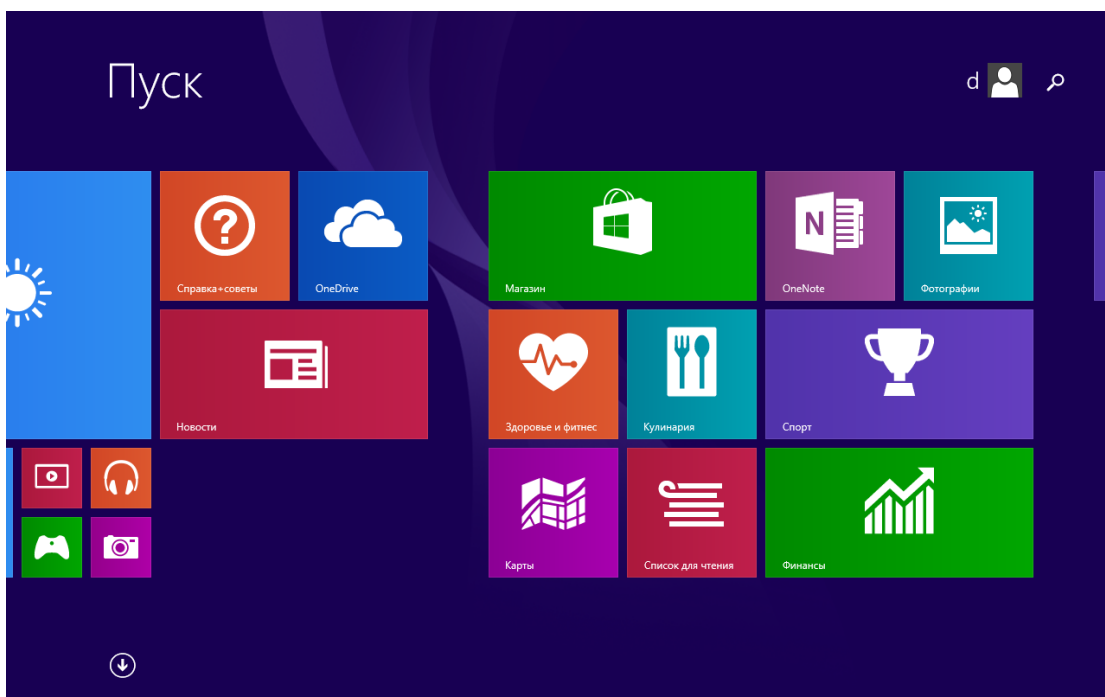 Пуск
d
Справка+советы
OneDrive
Магазин
OneNote
Фотографии
Новости
Здоровье и фитнес
Кулинария
Спорт
Карты
Список для чтения
Финансы